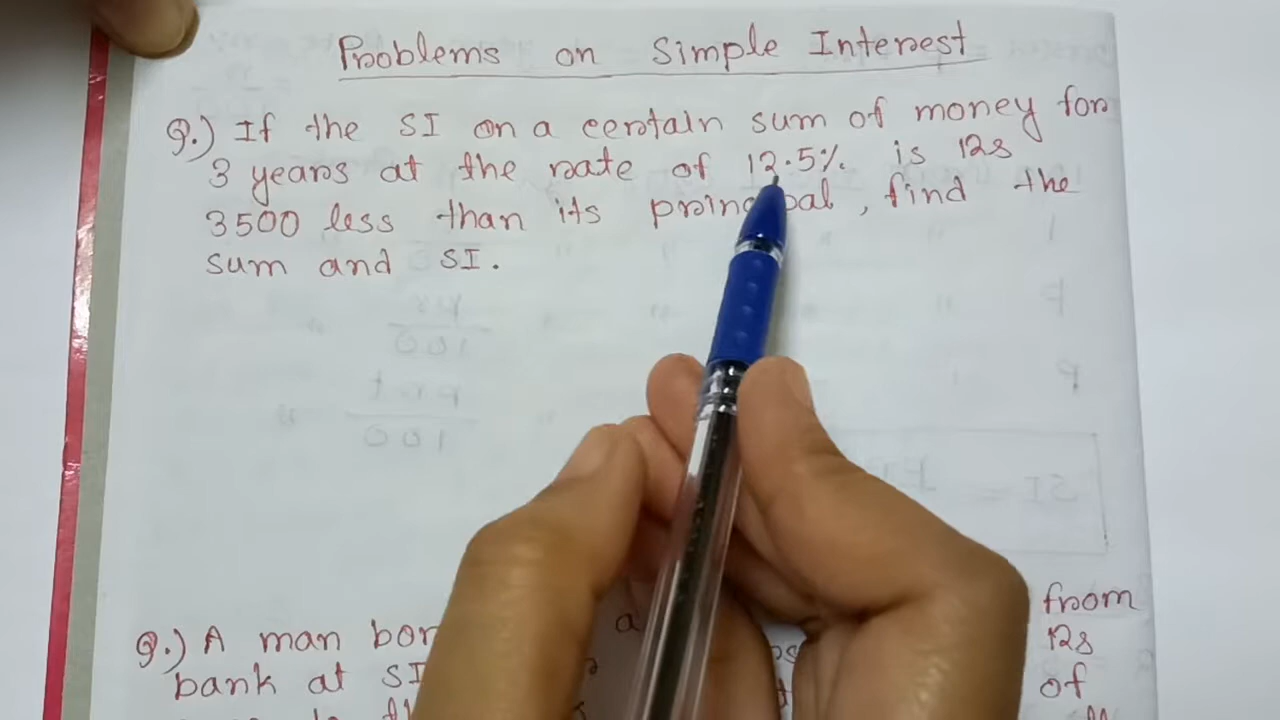 Problems on Simple Interest
Q.) If the SI on a certain sum of money for
3 years at the rate of 12.5% is Rs
3500 less than its principal, find the
sum and SI.
from
Q.) A man a Rs
bank at SI of